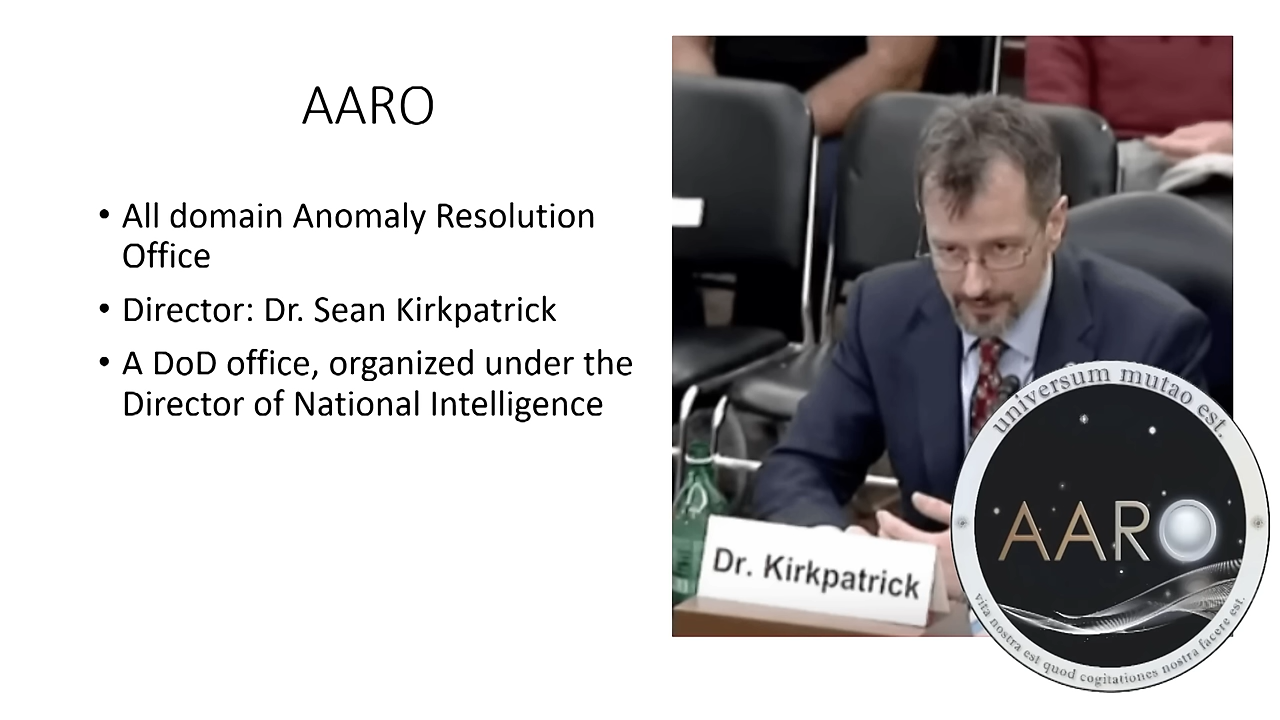 AARO
• All domain Anomaly Resolution
Office
• Director: Dr. Sean Kirkpatrick
• A DoD office, organized under the
Director of National Intelligence
Dr. Kirkpatrick
universum mutao est.
AARO
vita nostra est quod cogitationes nostra facere est.